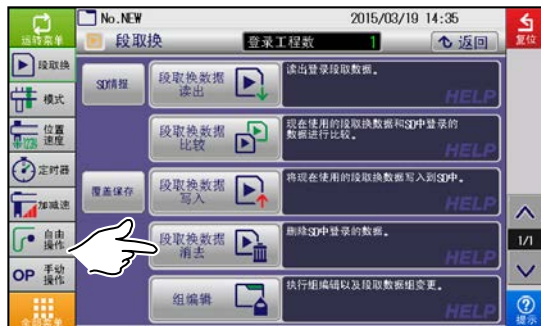 No.NEW
2015/03/19 14:35
运转菜单
段取换
登录工程数
1
返回
复位
段取换
模式
位置
速度
定时器
加减速
自由
操作
OP
手动
操作
全部菜单
SD情报
段取换数据
读出
读出登录段取数据。
HELP
段取换数据
比较
现在使用的段取换数据和SD中登录的
数据进行比较。
HELP
覆盖保存
段取换数据
写入
将现在使用的段取换数据写入到SD中。
HELP
段取换数据
消去
删除SD中登录的数据。
HELP
组编辑
执行组编辑以及段取数据组变更。
HELP
1/1
提示